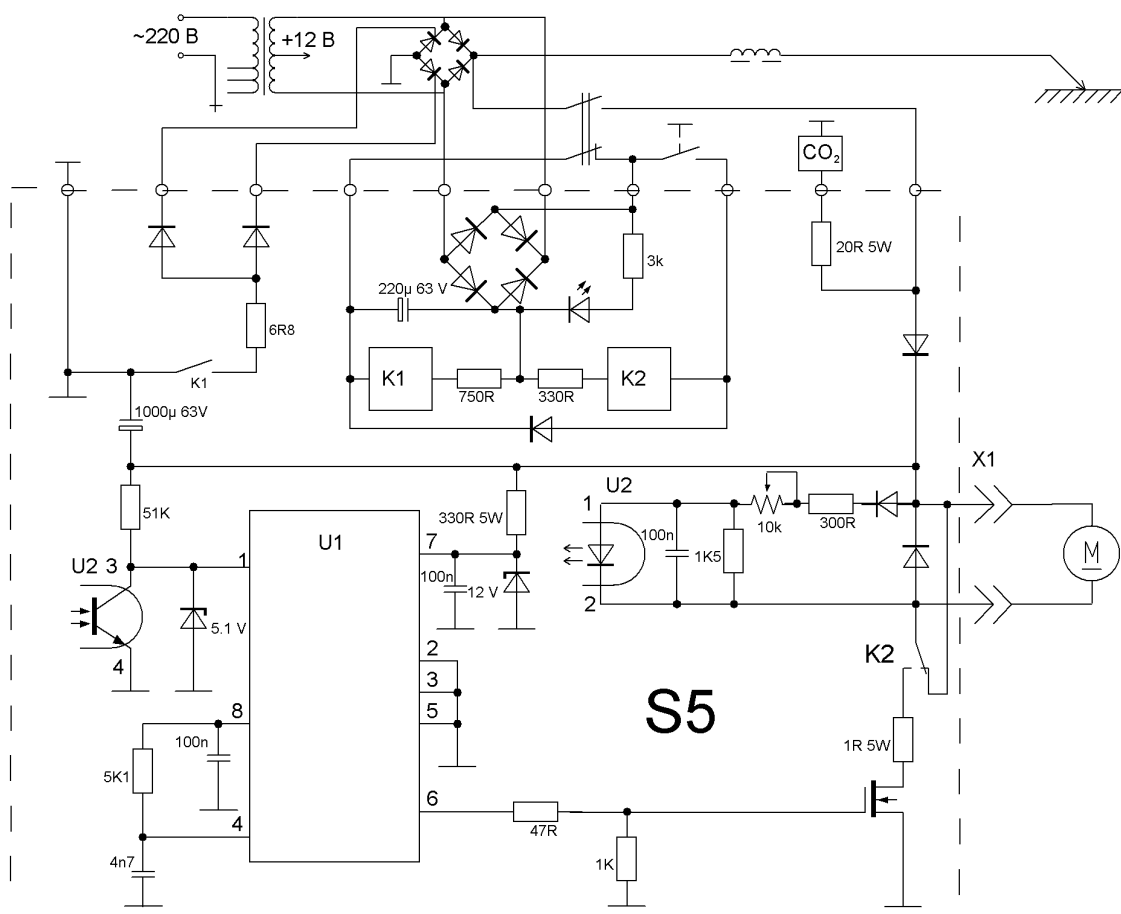 ~220 В
+12 В
CO2
20R 5W
3k
220µ 63 V
6R8
K1
K1
750R
330R
K2
1000µ 63V
X1
51K
U1
330R 5W
U2
1
10k
300R
100n
1K5
M
7
100n
12 V
U2 3
1
5.1 V
4
2
2
3
5
K2
S5
8
100n
5K1
1R 5W
6
47R
4
4n7
1K